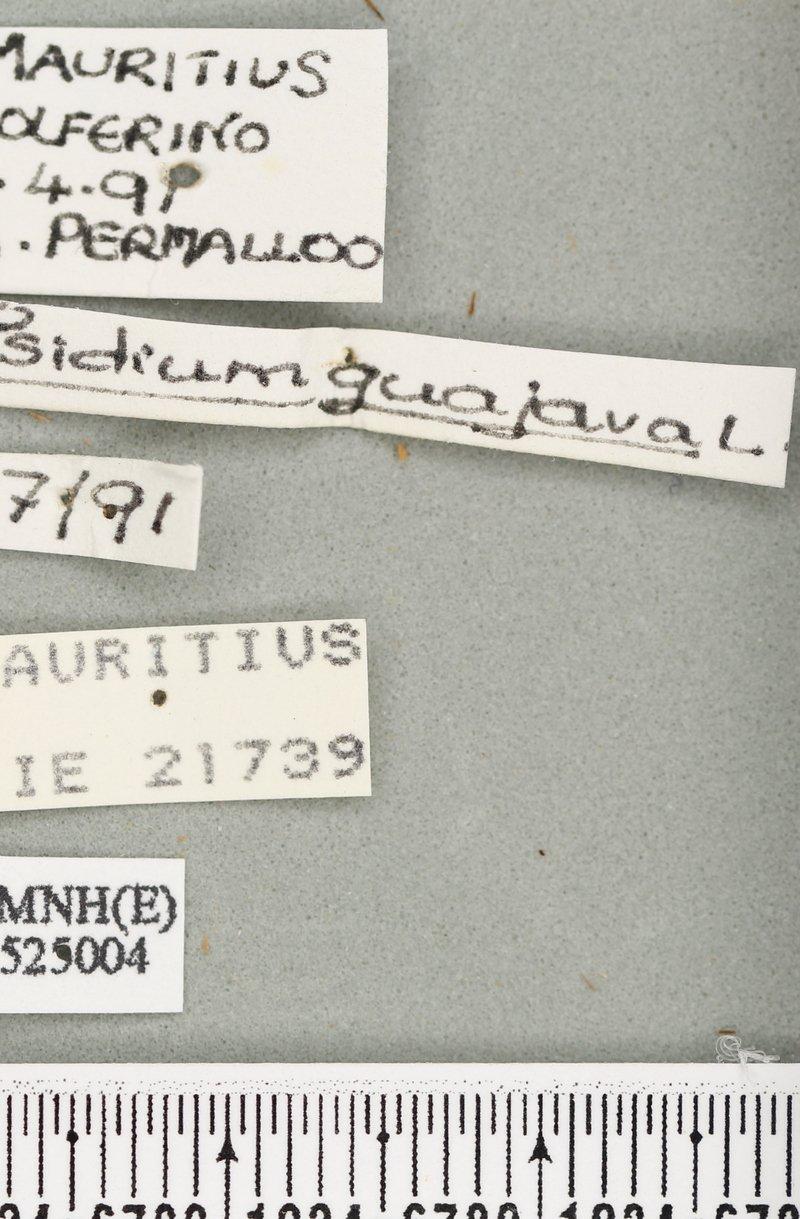 MAURITIUS
OLFERINO
.4.91
. PERMALLOO
Psidium guajava L.
7/91
AURITIUS
IE 21739
MNH(E)
525004